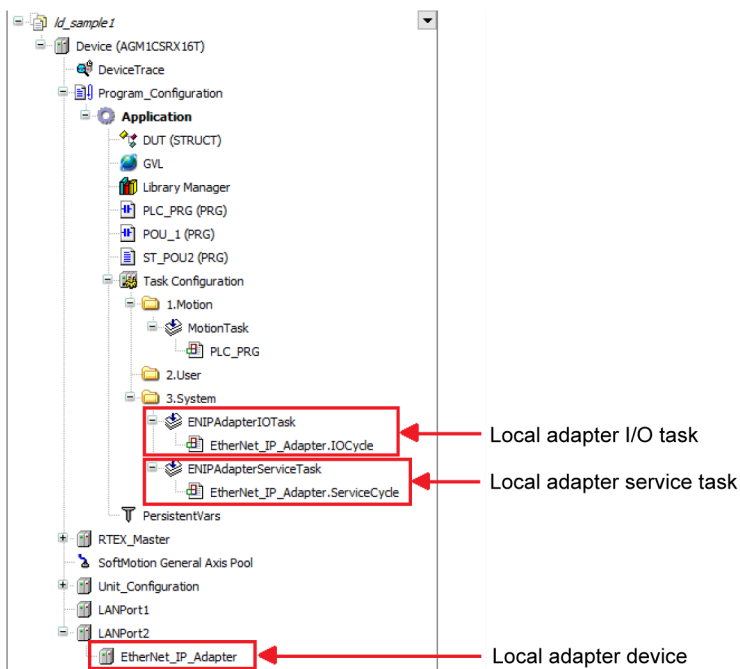 ld_sample1
Device (AGM1CSRX16T)
DeviceTrace
Program_Configuration
Application
DUT (STRUCT)
GVL
Library Manager
PLC_PRG (PRG)
POU_1 (PRG)
ST_POU2 (PRG)
Task Configuration
1.Motion
MotionTask
PLC_PRG
2.User
3.System
ENIPAdapterIOTask
EtherNet_IP_Adapter.IOCycle
Local adapter I/O task
ENIPAdapterServiceTask
EtherNet_IP_Adapter.ServiceCycle
Local adapter service task
PersistentVars
RTEX_Master
SoftMotion General Axis Pool
Unit_Configuration
LANPort1
LANPort2
EtherNet_IP_Adapter
Local adapter device